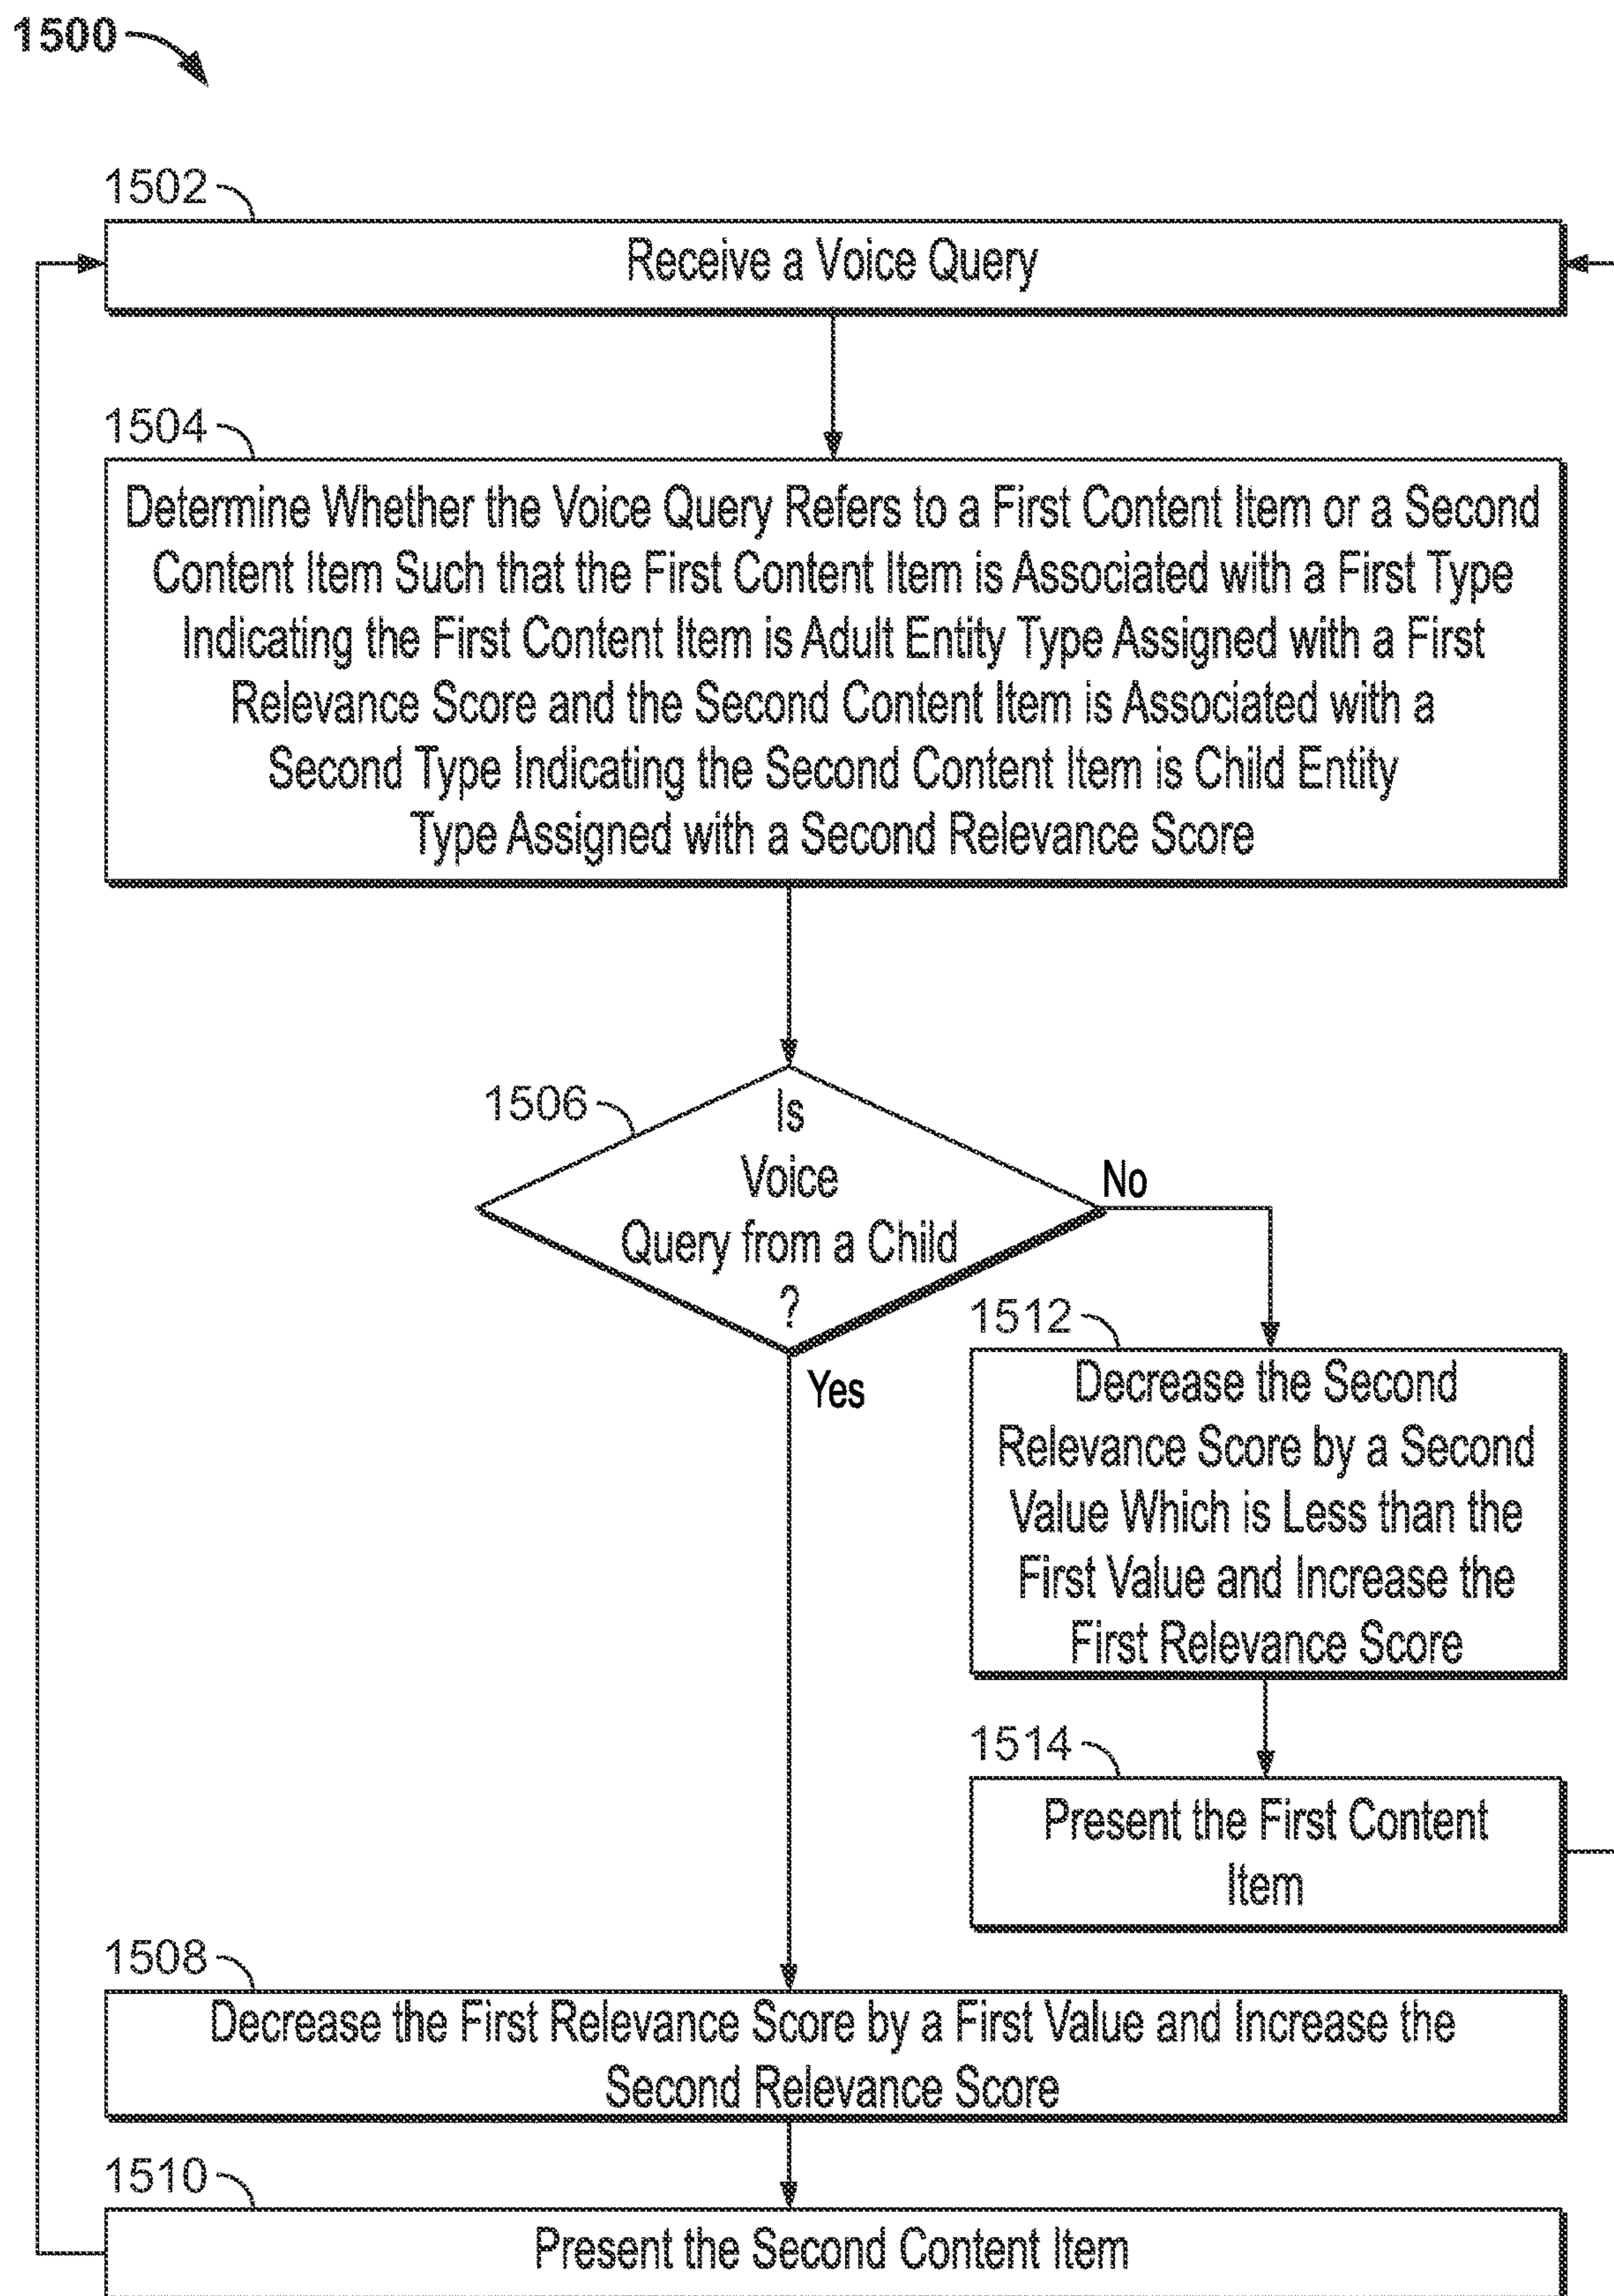 1500
1502
Receive a Voice Query
1504
Determine Whether the Voice Query Refers to a First Content Item or a Second
Content Item Such that the First Content Item is Associated with a First Type
Indicating the First Content Item is Adult Entity Type Assigned with a First
Relevance Score and the Second Content Item is Associated with a
Second Type Indicating the Second Content Item is Child Entity
Type Assigned with a Second Relevance Score
1506
Is
Voice
Query from a Child
?
No
Yes
1512
Decrease the Second
Relevance Score by a Second
Value Which is Less than the
First Value and Increase the
First Relevance Score
1514
Present the First Content
Item
1508
Decrease the First Relevance Score by a First Value and Increase the
Second Relevance Score
1510
Present the Second Content Item